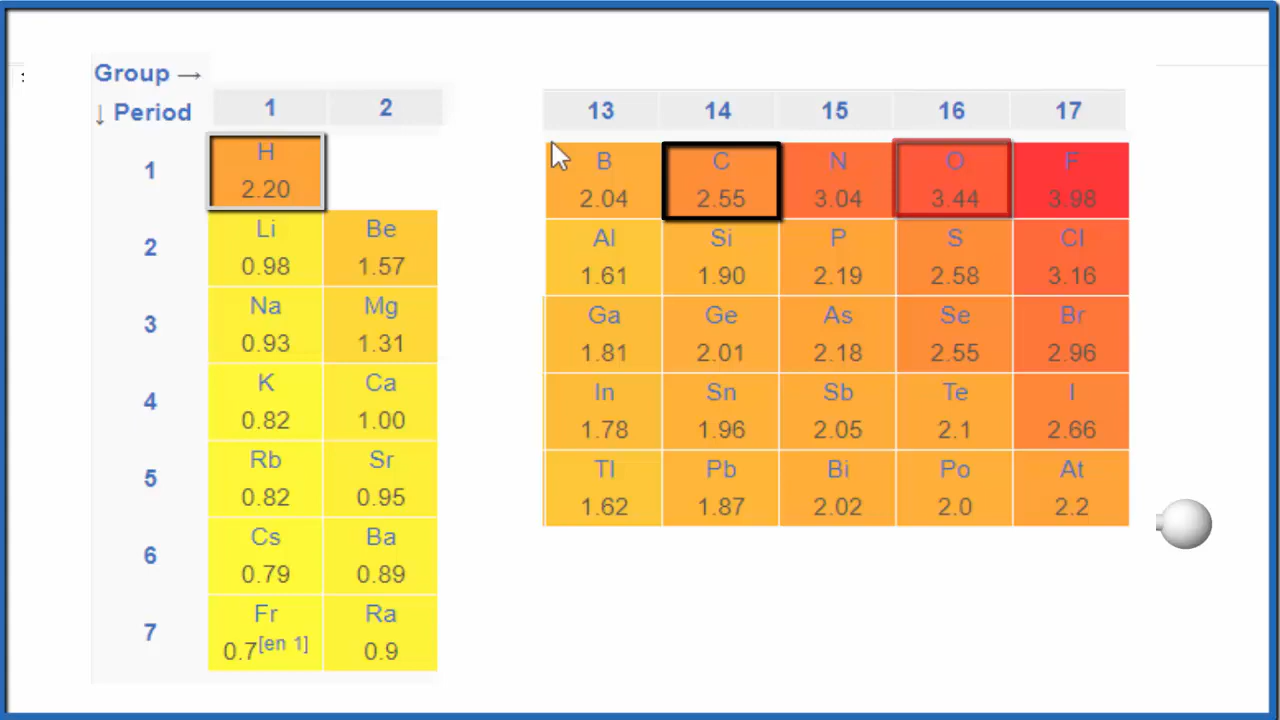 Group →
↓ Period
1 2
13 14 15 16 17
1
H
2.20
B C N O F
2.04 2.55 3.04 3.44 3.98
2
Li Be
0.98 1.57
Al Si P S Cl
1.61 1.90 2.19 2.58 3.16
3
Na Mg
0.93 1.31
Ga Ge As Se Br
1.81 2.01 2.18 2.55 2.96
4
K Ca
0.82 1.00
In Sn Sb Te I
1.78 1.96 2.05 2.1 2.66
5
Rb Sr
0.82 0.95
Tl Pb Bi Po At
1.62 1.87 2.02 2.0 2.2
6
Cs Ba
0.79 0.89
7
Fr Ra
0.7[en 1] 0.9